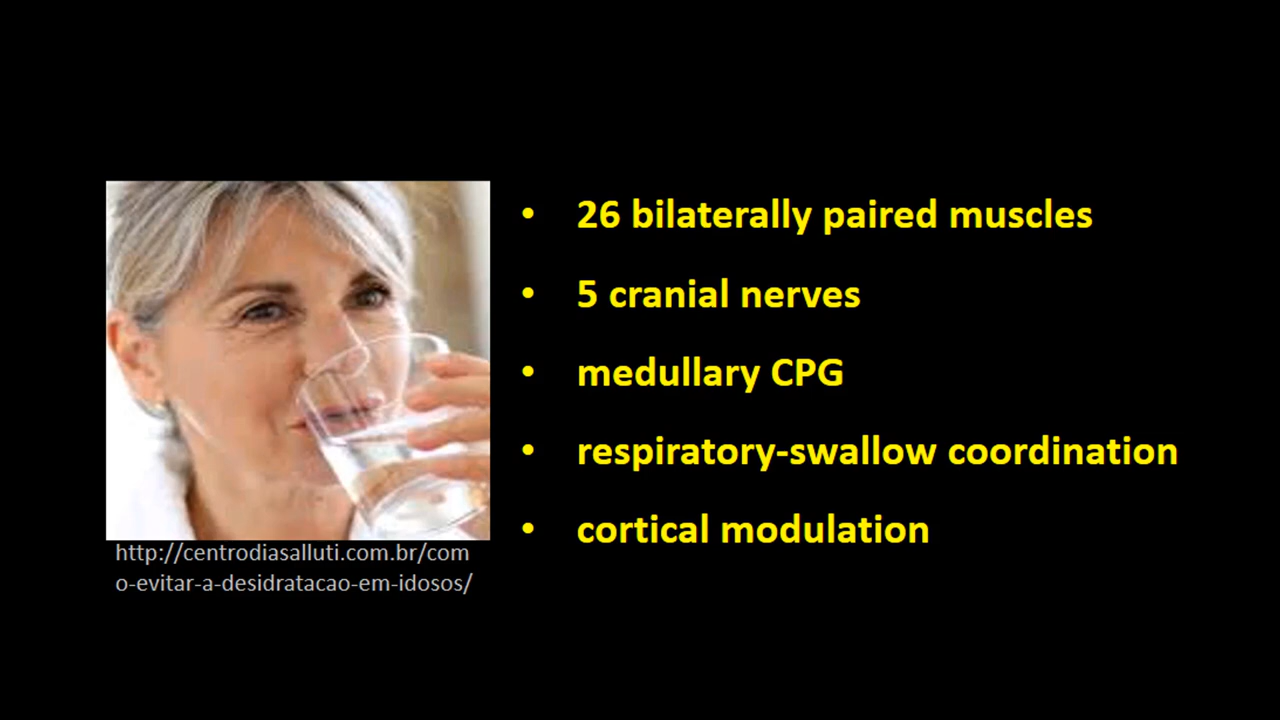 • 26 bilaterally paired muscles
• 5 cranial nerves
• medullary CPG
• respiratory-swallow coordination
• cortical modulation
http://centrodiasalluti.com.br/com
o-evitar-a-desidratacao-em-idosos/